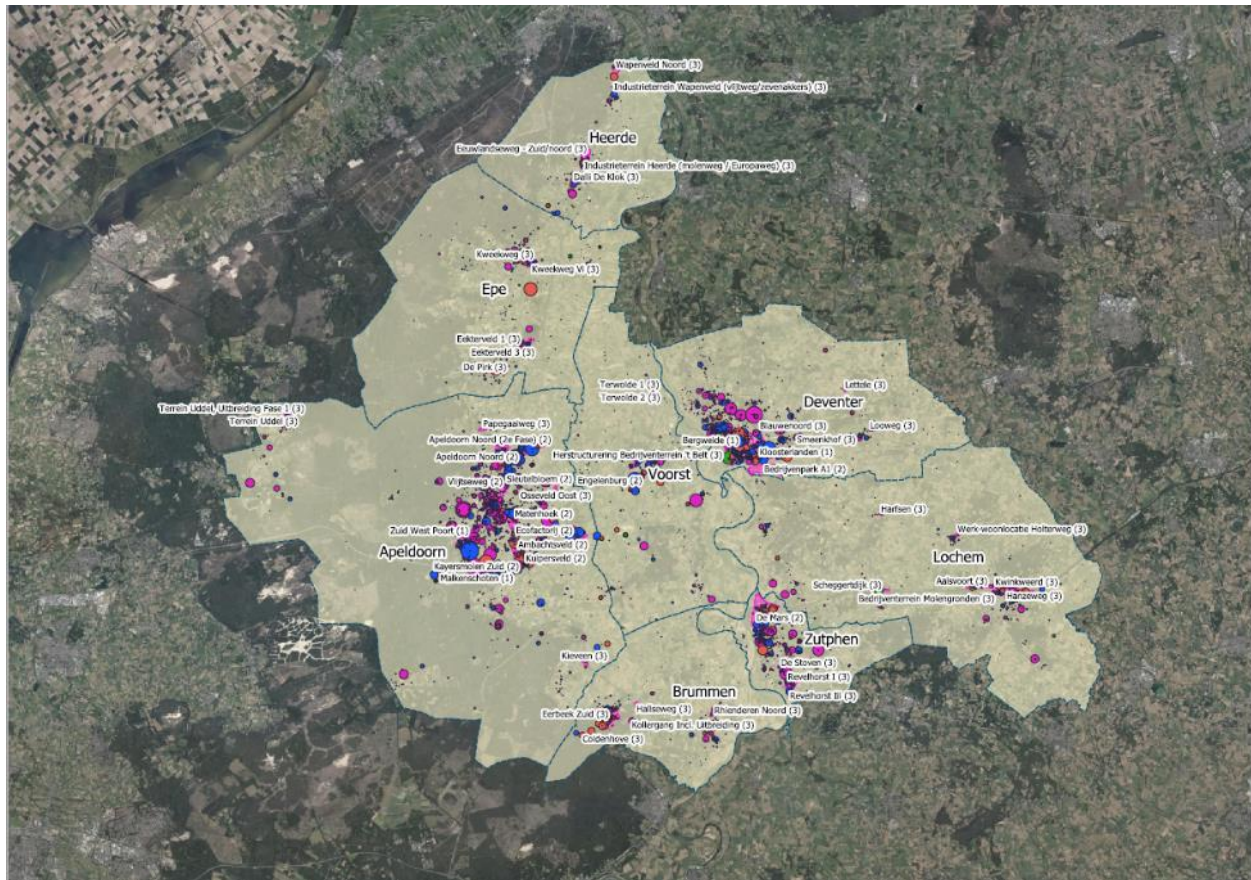 Wapenveld Noord (3)
Industrieterrein Wapenveld (vlijtweg/zevenakkers) (3)
Heerde
Eeuwlandseweg - Zuid/noord (3)
Industrieterrein Heerde (molenweg / Europaweg) (3)
Dalli De Klok (3)
Kweekweg (3)
Kweekweg VI (3)
Epe
Eekterveld 1 (3)
Eekterveld 3 (3)
De Pirk (3)
Terwolde 1 (3)
Terwolde 2 (3)
Lettele (3)
Deventer
Terrein Uddel, Uitbreiding Fase 1 (3)
Terrein Uddel (3)
Papegaaiweg (3)
Blauwenoord (3)
Looweg (3)
Apeldoorn Noord (2e Fase) (2)
Bergweide (1)
Smeenkhof (3)
Kloosterlanden (1)
Apeldoorn Noord (2)
Herstructurering Bedrijventerrein 't Belt (3)
Bedrijvenpark A1 (2)
Voorst
Vlijtseweg (2)
Sleutelbloem (2)
Engelenburg (2)
Osseveld Oost (3)
Matenhoek (2)
Harfsen (3)
Zuid West Poort (1)
Ecofactorij (2)
Werk-woonlocatie Holterweg (3)
Ambachtsveld (2)
Apeldoorn
Kuipersveld (2)
Lochem
Kayersmolen Zuid (2)
Malkenschoten (1)
Scheggertdijk (3)
Aalsvoort (3)
Kwinkweerd (3)
Bedrijventerrein Molengronden (3)
Hanzeweg (3)
De Mars (2)
Zutphen
Kieveen (3)
De Stoven (3)
Revelhorst I (3)
Brummen
Revelhorst III (3)
Eerbeek Zuid (3)
Hallseweg (3)
Rhienderen Noord (3)
Kollergang Incl. Uitbreiding (3)
Coldenhove (3)